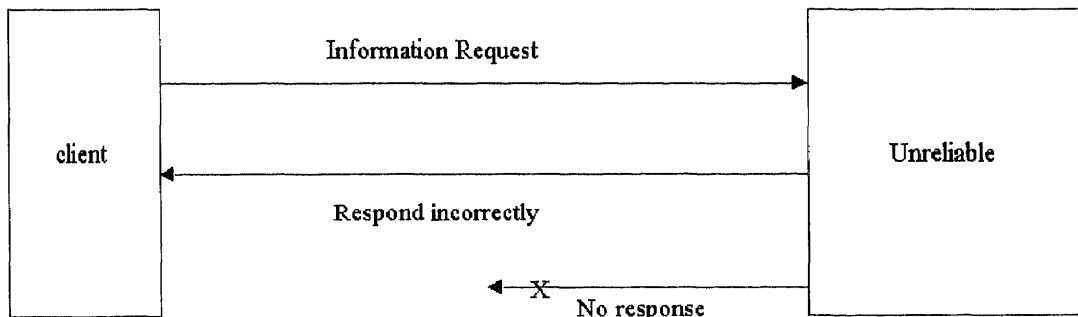 Information Request
client
Unreliable
Respond incorrectly
X
No response